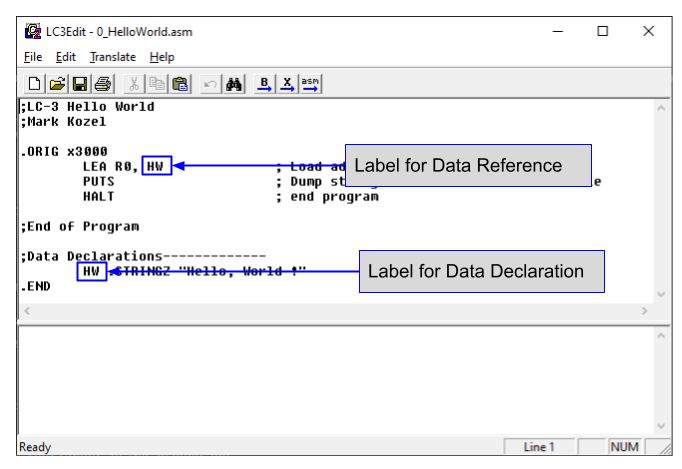 LC3Edit - 0_HelloWorld.asm
File Edit Translate Help
B X asm
;LC-3 Hello World
;Mark Kozel
.ORIG x3000
LEA R0, HW ; Load ad
Label for Data Reference
PUTS ; Dump st e
HALT ; end program
;End of Program
;Data Declarations-------------
HW .STRINGZ "Hello, World !"
Label for Data Declaration
.END
Ready Line 1 NUM